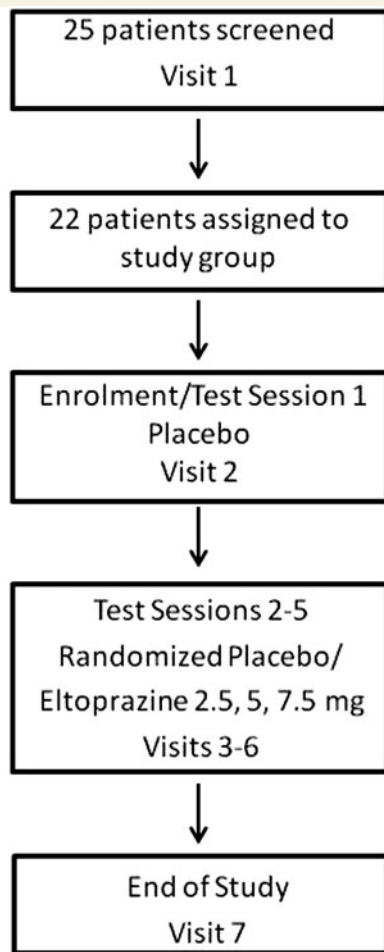 25 patients screened
Visit 1
22 patients assigned to
study group
Enrolment/Test Session 1
Placebo
Visit 2
Test Sessions 2-5
Randomized Placebo/
Eltoprazine 2.5, 5, 7.5 mg
Visits 3-6
End of Study
Visit 7